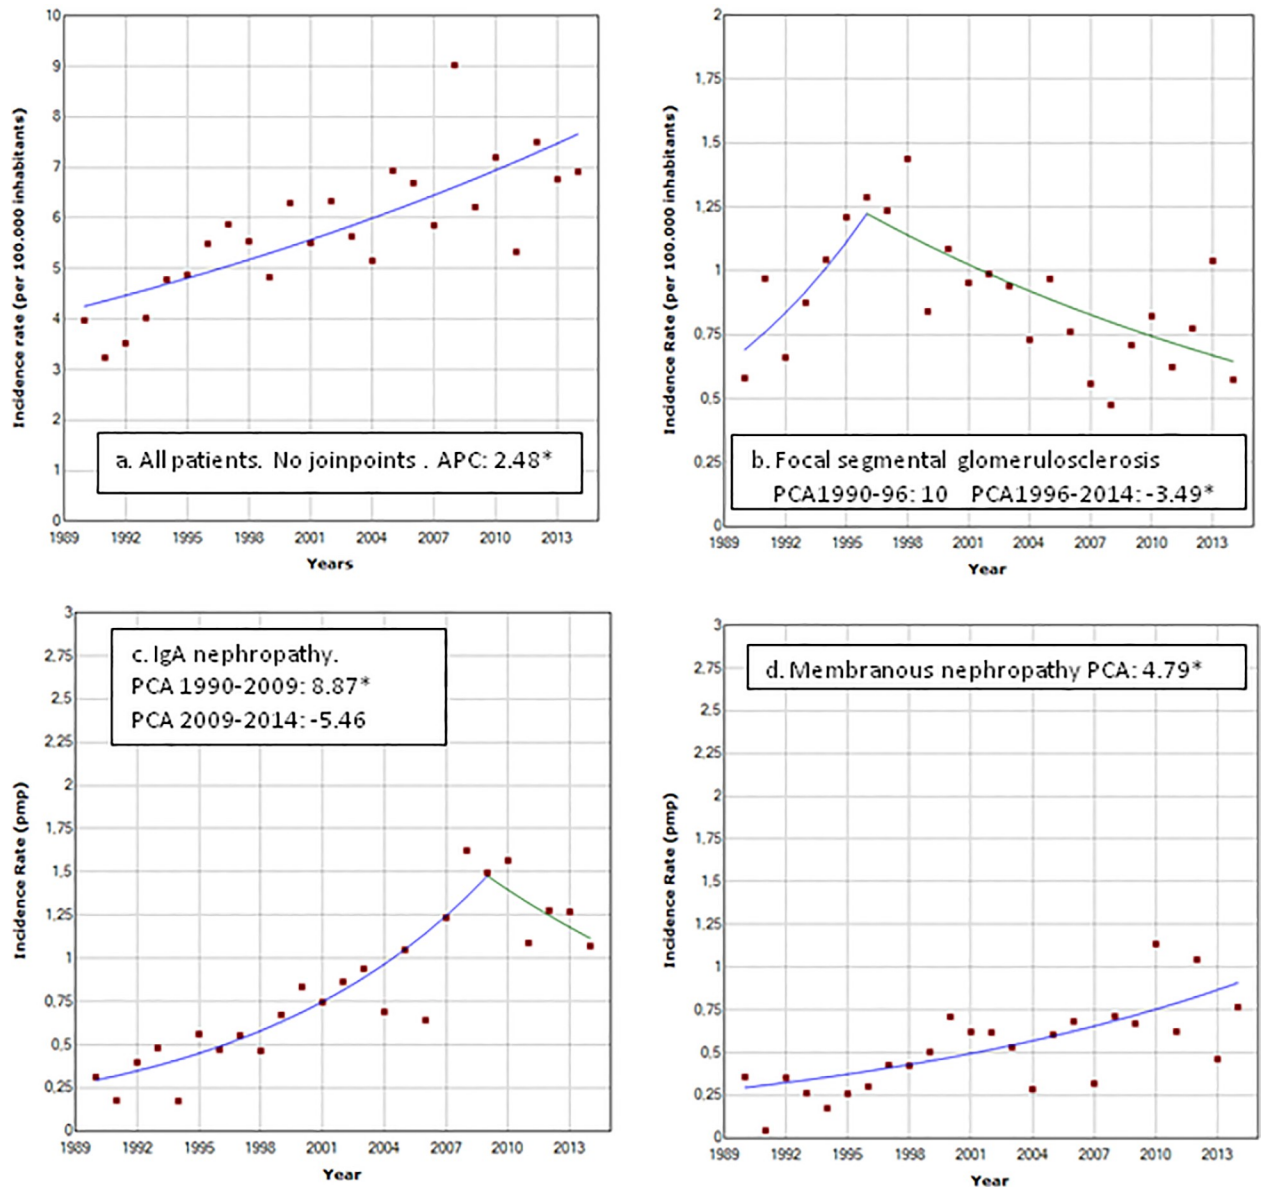 10
9
8
7
6
5
4
3
2
1
0
Incidence rate (per 100.000 inhabitants)
a. All patients. No joinpoints . APC: 2.48*
1989 1992 1995 1998 2001 2004 2007 2010 2013
Years
2
1,75
1,5
1,25
1
0,75
0,5
0,25
0
Incidence Rate (per 100.000 inhabitants)
b. Focal segmental glomerulosclerosis
PCA1990-96: 10 PCA1996-2014: -3.49*
1989 1992 1995 1998 2001 2004 2007 2010 2013
Year
3
2,75
2,5
2,25
2
1,75
1,5
1,25
1
0,75
0,5
0,25
0
Incidence Rate (pmp)
c. IgA nephropathy.
PCA 1990-2009: 8.87*
PCA 2009-2014: -5.46
1989 1992 1995 1998 2001 2004 2007 2010 2013
Year
3
2,75
2,5
2,25
2
1,75
1,5
1,25
1
0,75
0,5
0,25
0
Incidence Rate (pmp)
d. Membranous nephropathy PCA: 4.79*
1989 1992 1995 1998 2001 2004 2007 2010 2013
Year